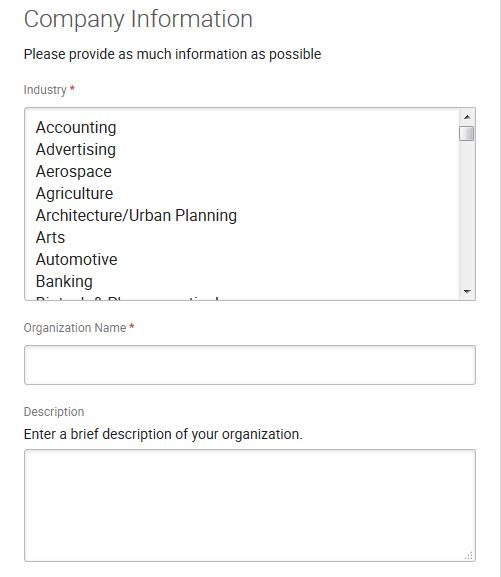 Company Information
Please provide as much information as possible
Industry *
Accounting
Advertising
Aerospace
Agriculture
Architecture/Urban Planning
Arts
Automotive
Banking
Organization Name *
Description
Enter a brief description of your organization.